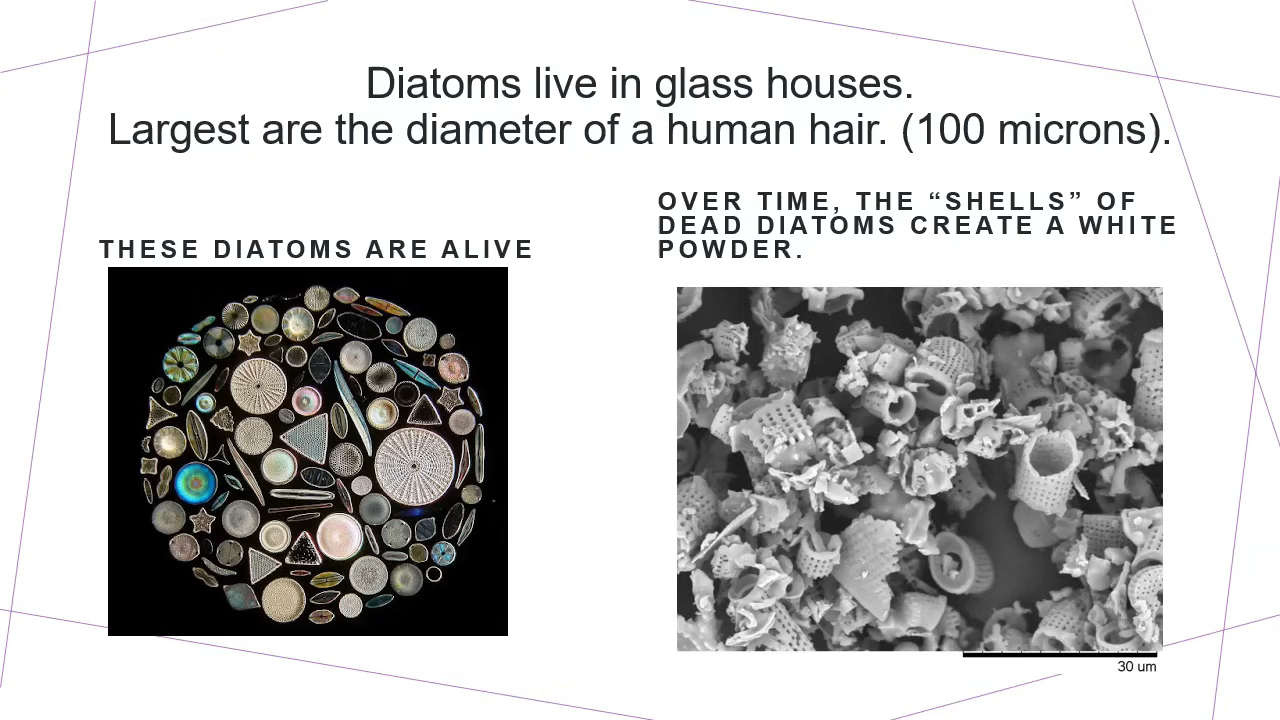 Diatoms live in glass houses.
Largest are the diameter of a human hair. (100 microns).
THESE DIATOMS ARE ALIVE
OVER TIME, THE “SHELLS” OF
DEAD DIATOMS CREATE A WHITE
POWDER.
30 um